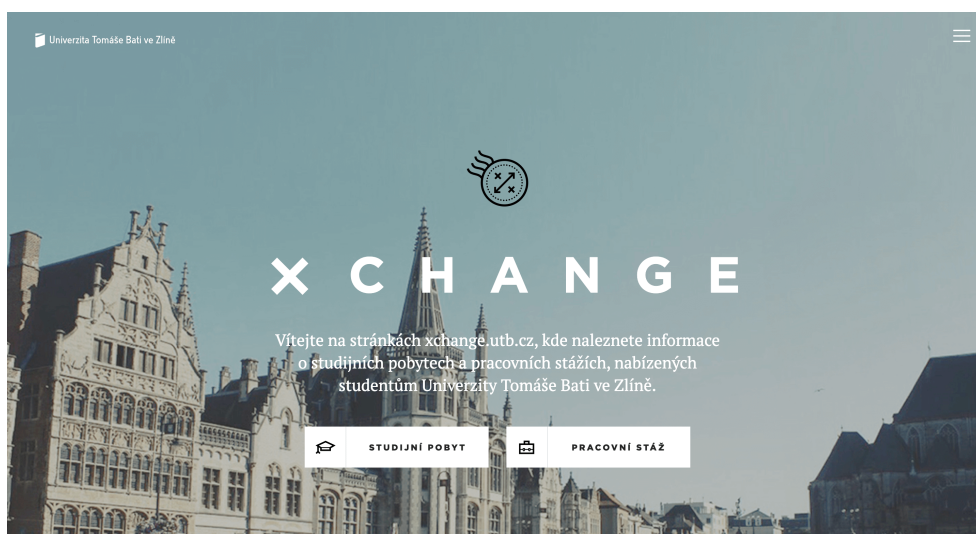 Univerzita Tomáše Bati ve Zlíně
XCHANGE
Vítejte na stránkách xchange.utb.cz, kde naleznete informace
o studijních pobytech a pracovních stážích, nabízených
studentům Univerzity Tomáše Bati ve Zlíně.
STUDIJNÍ POBYT
PRACOVNÍ STÁŽ